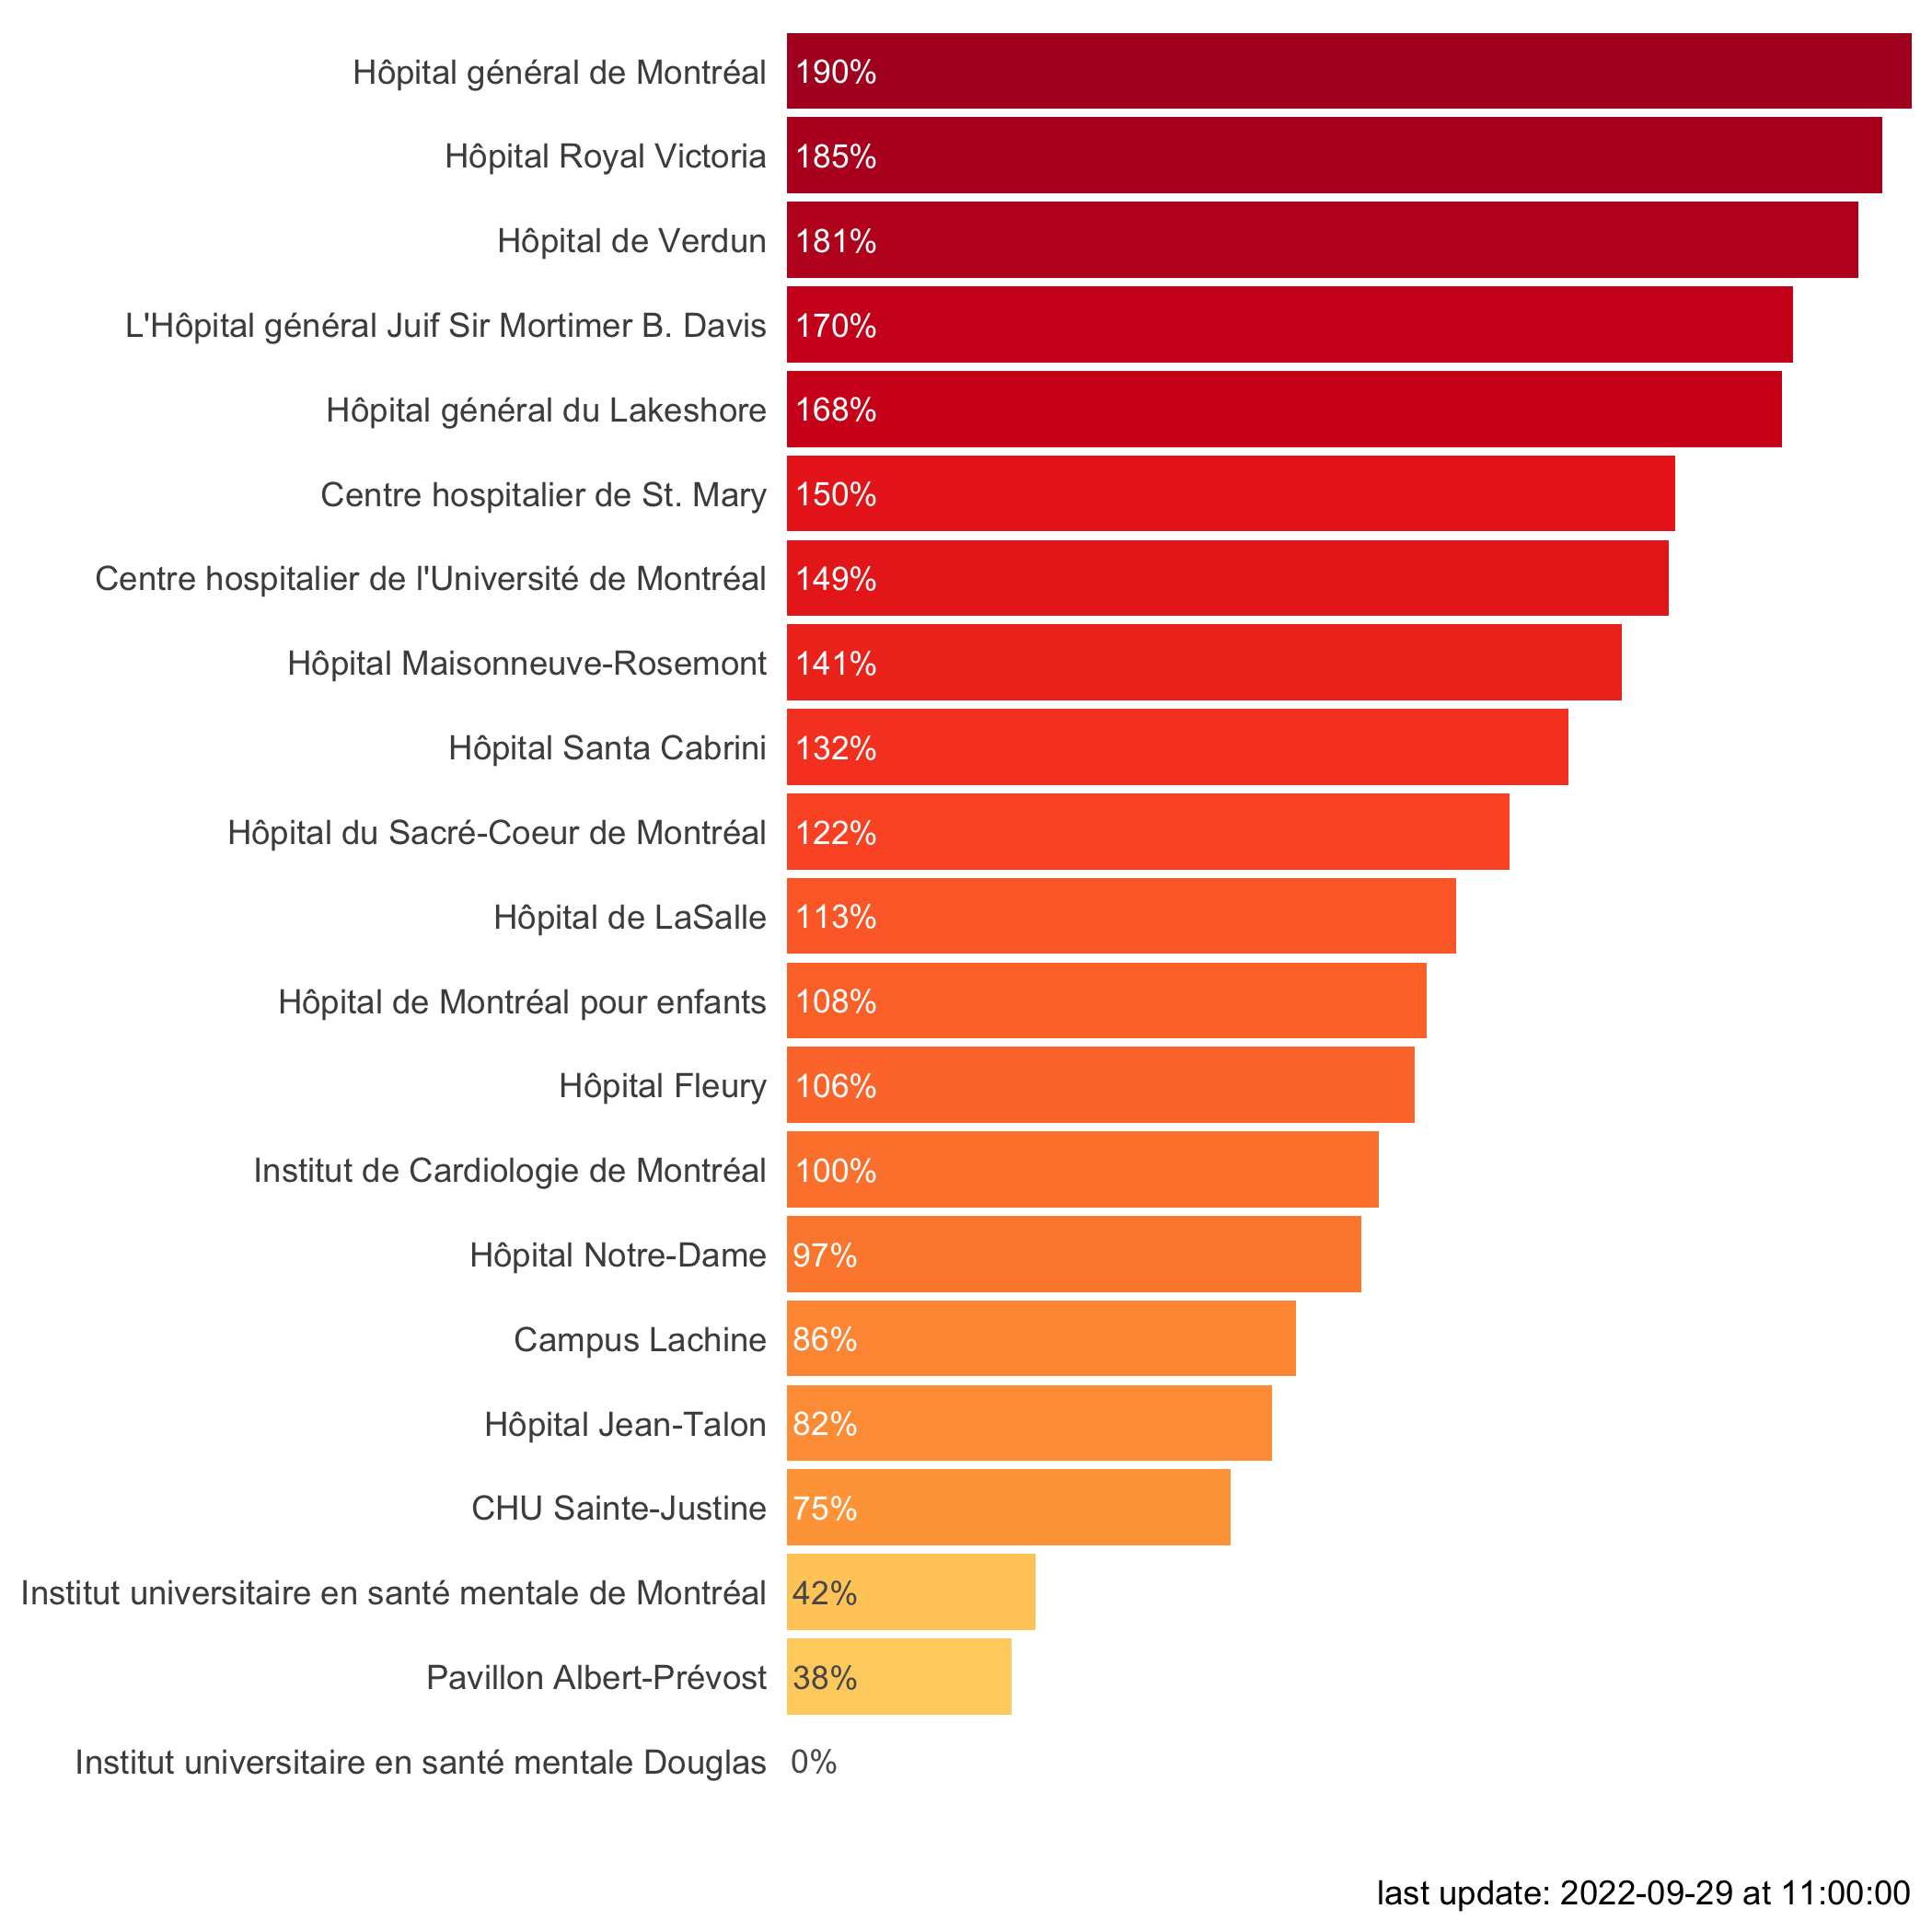 Hôpital général de Montréal 190%
Hôpital Royal Victoria 185%
Hôpital de Verdun 181%
L'Hôpital général Juif Sir Mortimer B. Davis 170%
Hôpital général du Lakeshore 168%
Centre hospitalier de St. Mary 150%
Centre hospitalier de l'Université de Montréal 149%
Hôpital Maisonneuve-Rosemont 141%
Hôpital Santa Cabrini 132%
Hôpital du Sacré-Coeur de Montréal 122%
Hôpital de LaSalle 113%
Hôpital de Montréal pour enfants 108%
Hôpital Fleury 106%
Institut de Cardiologie de Montréal 100%
Hôpital Notre-Dame 97%
Campus Lachine 86%
Hôpital Jean-Talon 82%
CHU Sainte-Justine 75%
Institut universitaire en santé mentale de Montréal 42%
Pavillon Albert-Prévost 38%
Institut universitaire en santé mentale Douglas 0%
last update: 2022-09-29 at 11:00:00